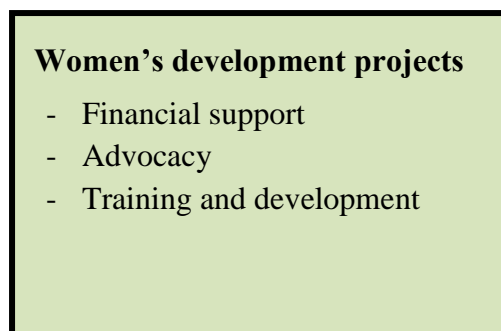 Women’s development projects
- Financial support
- Advocacy
- Training and development